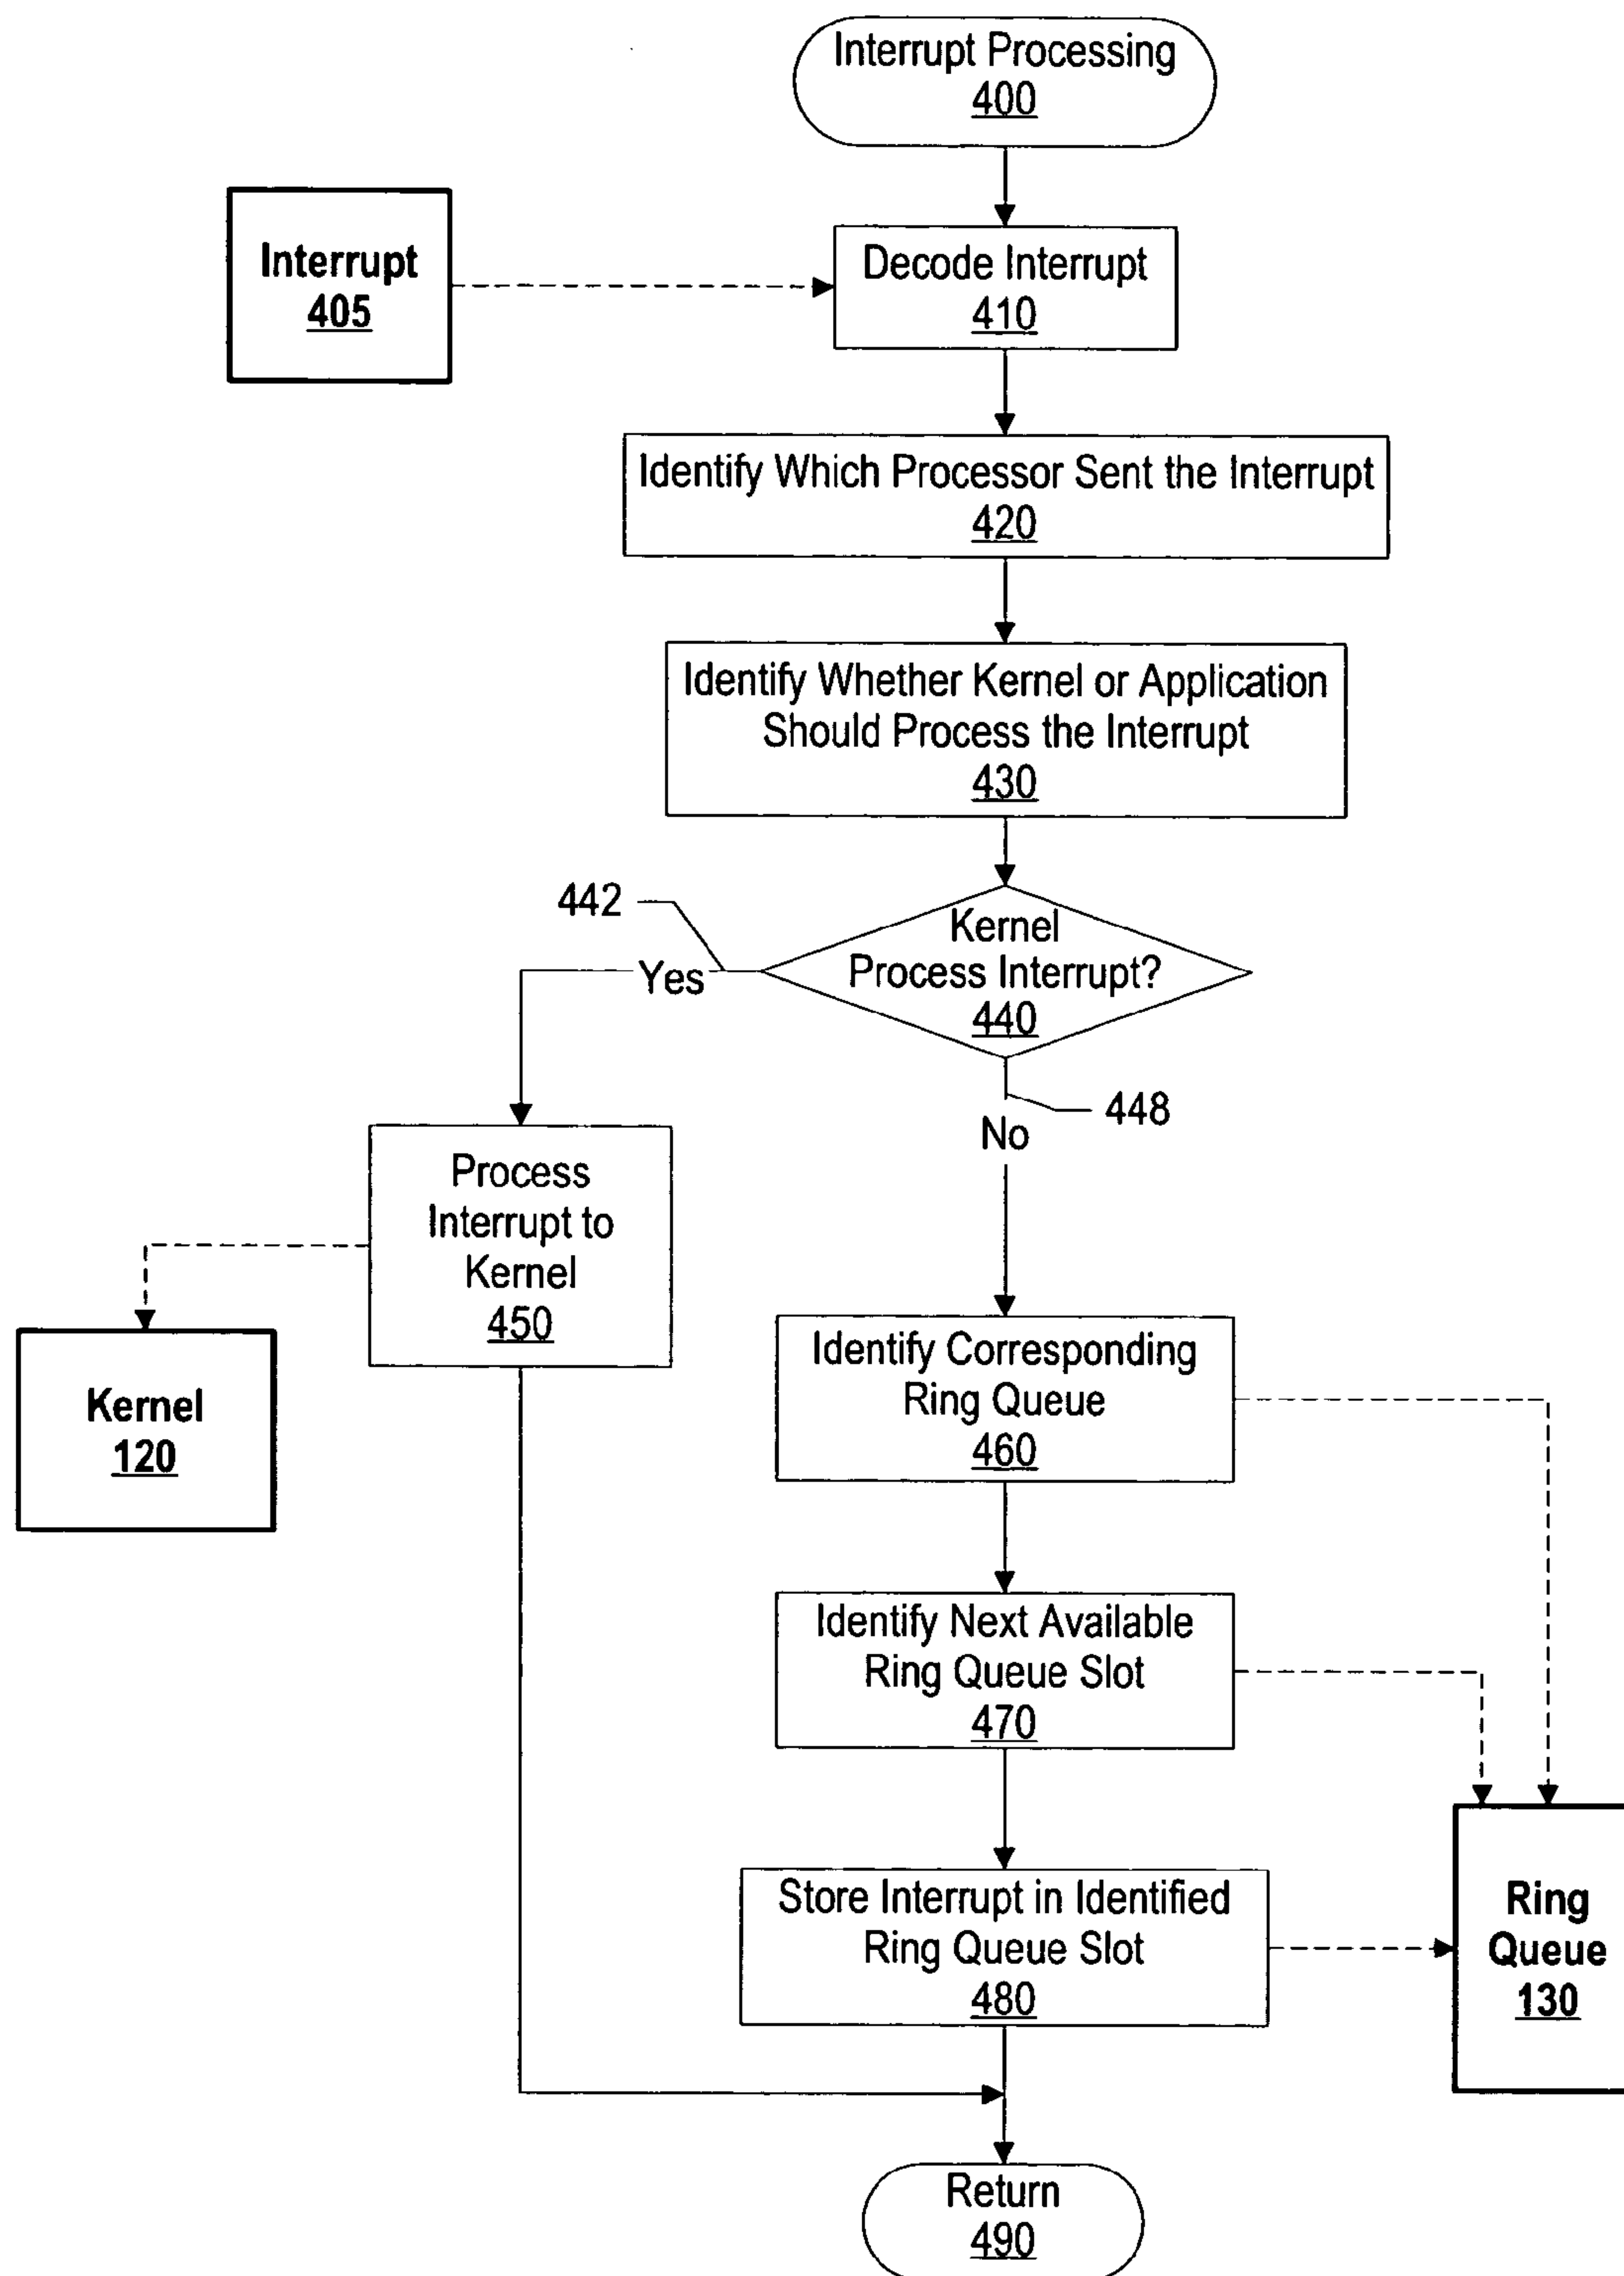 Interrupt Processing
400
Interrupt
405
Decode Interrupt
410
Identify Which Processor Sent the Interrupt
420
Identify Whether Kernel or Application
Should Process the Interrupt
430
442
Kernel
Process Interrupt?
440
Yes
448
No
Process
Interrupt to
Kernel
450
Kernel
120
Identify Corresponding
Ring Queue
460
Identify Next Available
Ring Queue Slot
470
Store Interrupt in Identified
Ring Queue Slot
480
Ring
Queue
130
Return
490